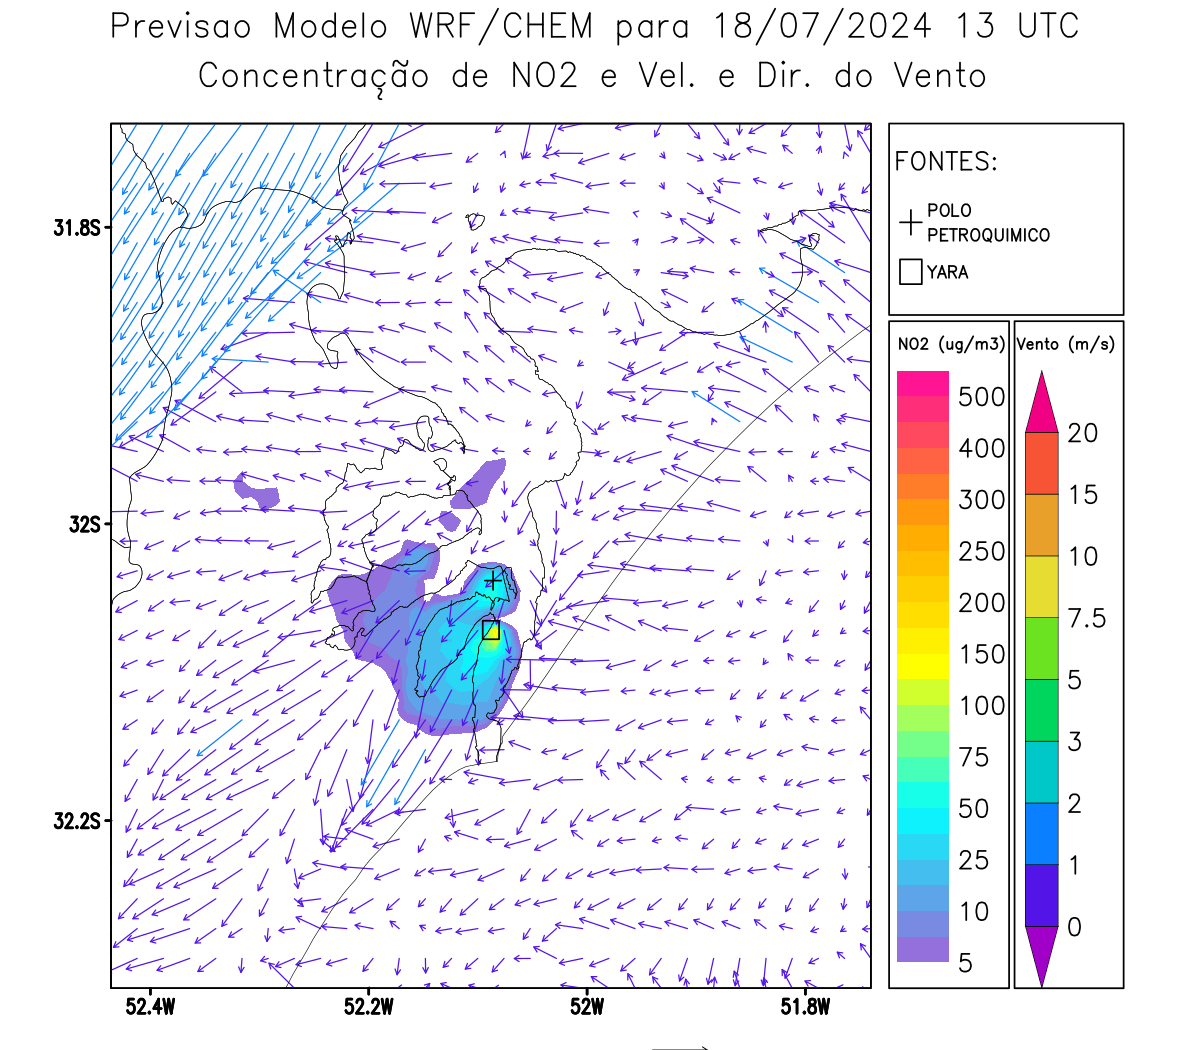 Previsao Modelo WRF/CHEM para 18/07/2024 13 UTC
Concentração de NO2 e Vel. e Dir. do Vento
FONTES:
POLO
PETROQUIMICO
YARA
NO2 (ug/m3)
500
400
300
250
200
150
100
75
50
25
10
5
Vento (m/s)
20
15
10
7.5
5
3
2
1
0
31.8S
32S
32.2S
52.4W
52.2W
52W
51.8W